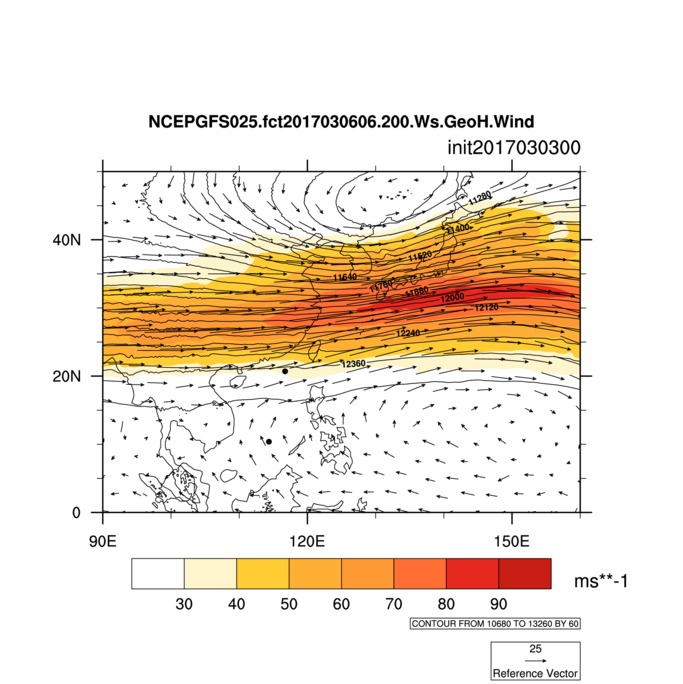 NCEPGFS025.fct2017030606.200.Ws.GeoH.Wind
init2017030300
11280
11400
11520
11640
11760
11880
12000
12120
12240
12360
40N
20N
0
90E 120E 150E
30 40 50 60 70 80 90
ms**-1
CONTOUR FROM 10680 TO 13260 BY 60
25
Reference Vector